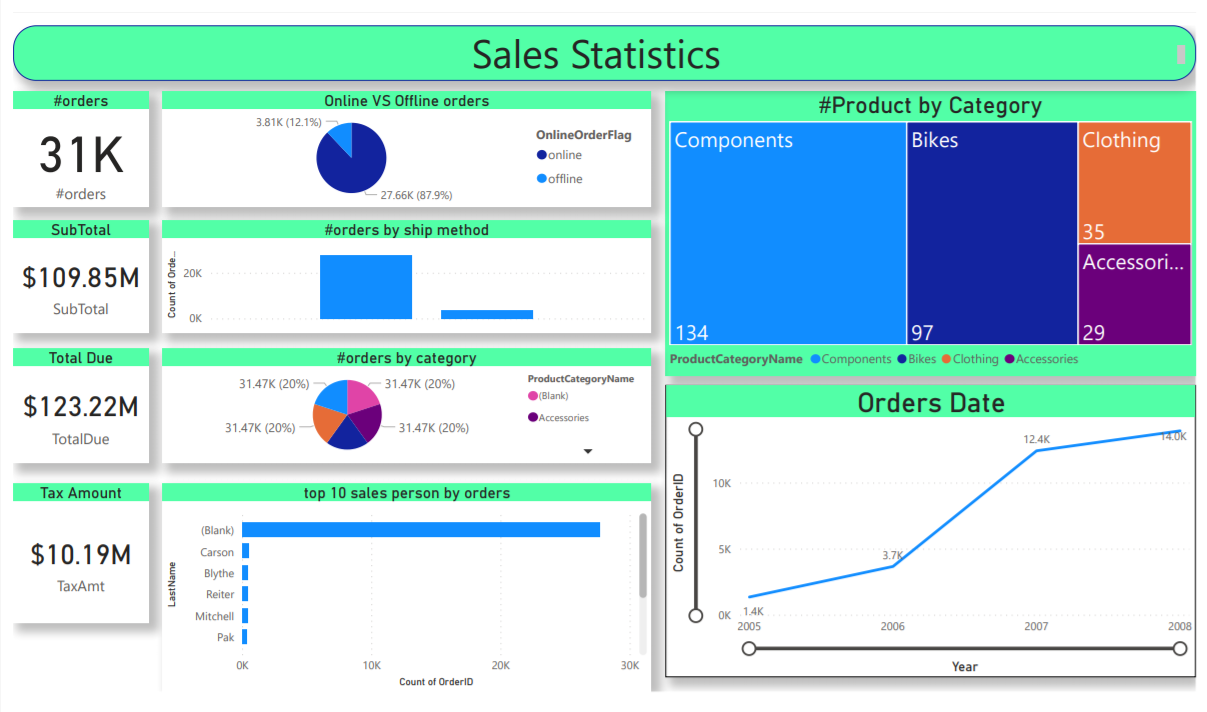 Sales Statistics
#orders
31K
#orders
Online VS Offline orders
3.81K (12.1%)
27.66K (87.9%)
OnlineOrderFlag
online
offline
#Product by Category
Components
134
Bikes
97
Clothing
35
Accessori...
29
ProductCategoryName Components Bikes Clothing Accessories
SubTotal
$109.85M
SubTotal
#orders by ship method
Count of Orde...
20K
0K
Total Due
$123.22M
TotalDue
#orders by category
31.47K (20%)
31.47K (20%)
31.47K (20%)
31.47K (20%)
ProductCategoryName
(Blank)
Accessories
Orders Date
Count of OrderID
10K
5K
0K
1.4K
3.7K
12.4K
14.0K
2005 2006 2007 2008
Year
Tax Amount
$10.19M
TaxAmt
top 10 sales person by orders
LastName
(Blank)
Carson
Blythe
Reiter
Mitchell
Pak
0K 10K 20K 30K
Count of OrderID